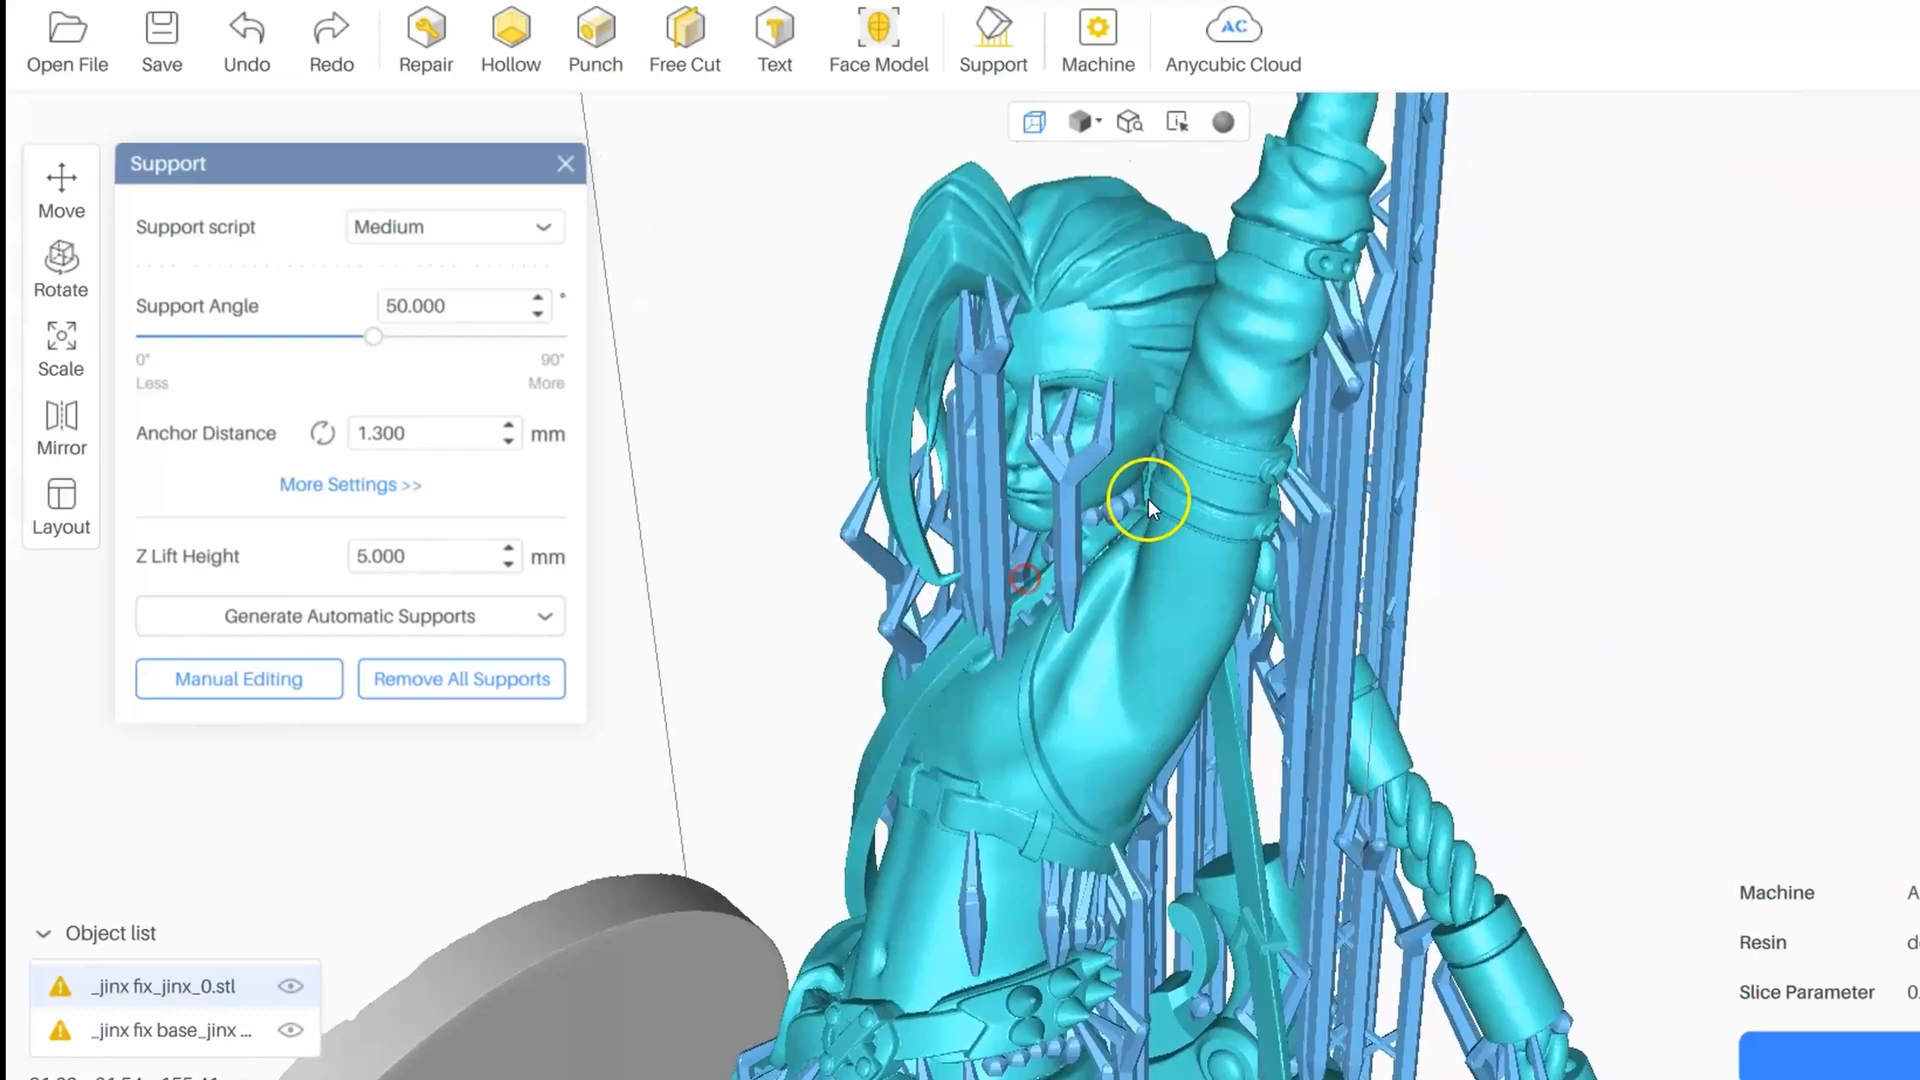 Open File Save Undo Redo Repair Hollow Punch Free Cut Text Face Model Support Machine AC Anycubic Cloud
Move
Rotate
Scale
Mirror
Layout
Support
Support script Medium
Support Angle 50.000 °
0° 90°
Less More
Anchor Distance 1.300 mm
More Settings >>
Z Lift Height 5.000 mm
Generate Automatic Supports
Manual Editing Remove All Supports
Object list
_jinx fix_jinx_0.stl
_jinx fix base_jinx ...
Machine A
Resin
Slice Parameter 0.